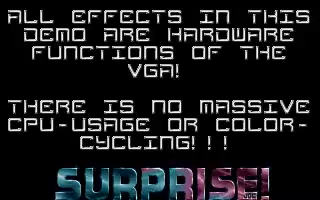 ALL EFFECTS IN THIS
DEMO ARE HARDWARE
FUNCTIONS OF THE
VGA!
THERE IS NO MASSIVE
CPU-USAGE OR COLOR-
CYCLING!!!
SURPRISE!